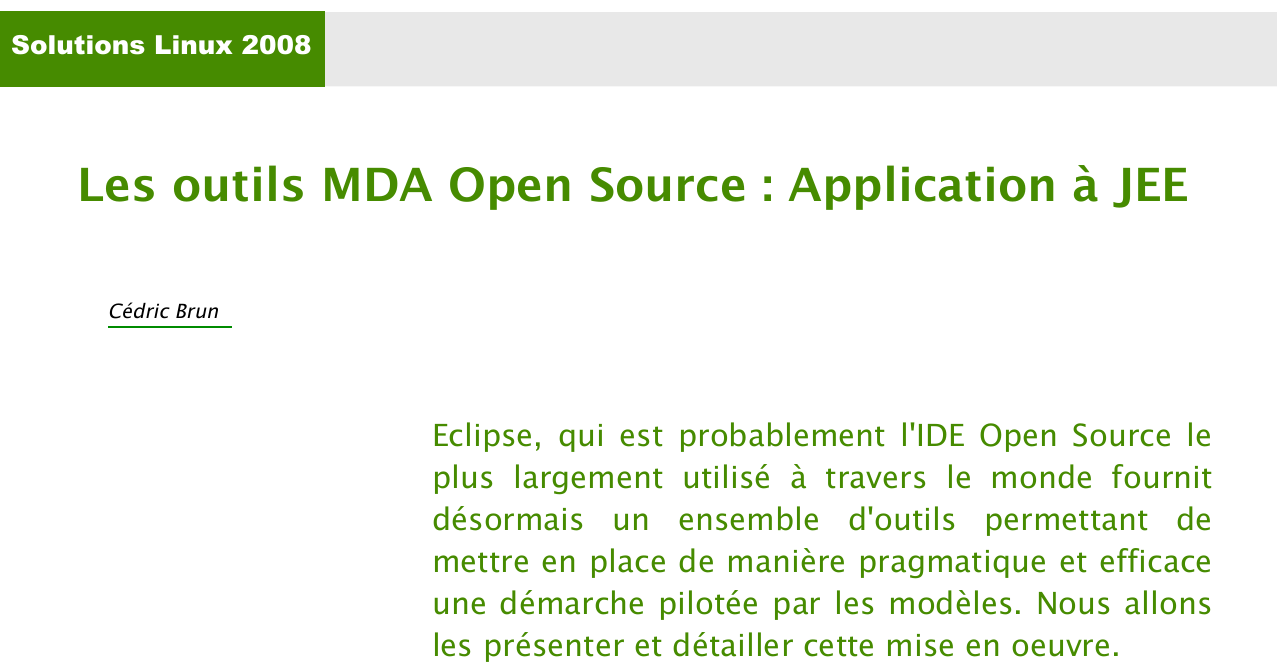 Solutions Linux 2008
Les outils MDA Open Source : Application à JEE
Cédric Brun
Eclipse, qui est probablement l'IDE Open Source le
plus largement utilisé à travers le monde fournit
désormais un ensemble d'outils permettant de
mettre en place de manière pragmatique et efficace
une démarche pilotée par les modèles. Nous allons
les présenter et détailler cette mise en oeuvre.